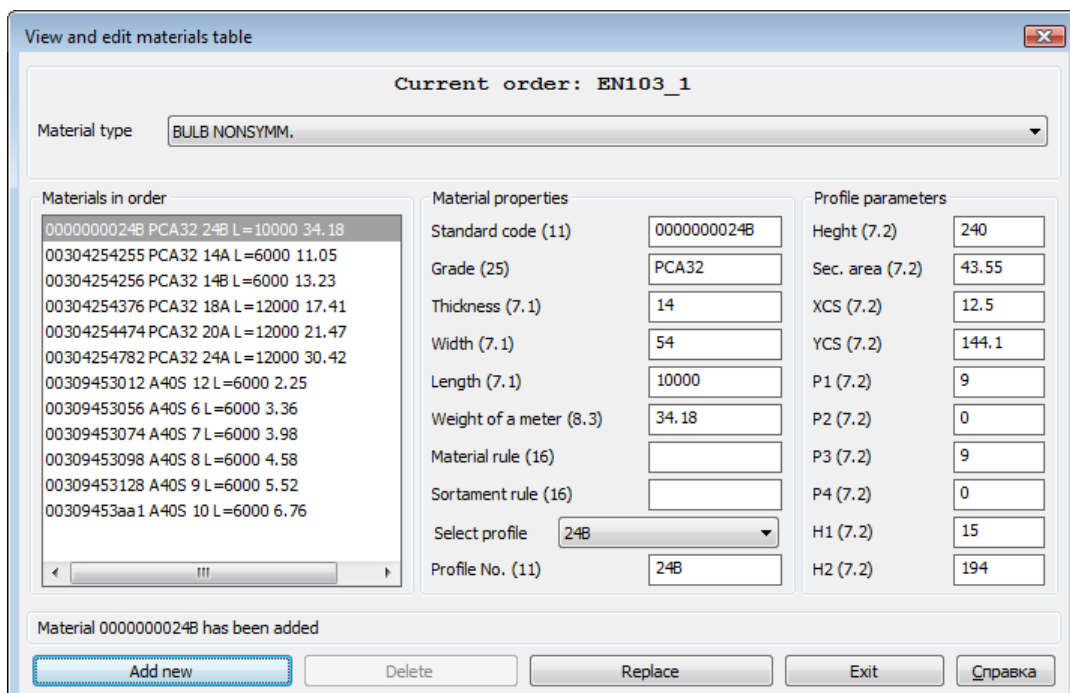 View and edit materials table
Current order: EN103_1
Material type BULB NONSYMM.
Materials in order
0000000024B PCA32 24B L=10000 34.18
00304254255 PCA32 14A L=6000 11.05
00304254256 PCA32 14B L=6000 13.23
00304254376 PCA32 18A L=12000 17.41
00304254474 PCA32 20A L=12000 21.47
00304254782 PCA32 24A L=12000 30.42
00309453012 A40S 12 L=6000 2.25
00309453056 A40S 6 L=6000 3.36
00309453074 A40S 7 L=6000 3.98
00309453098 A40S 8 L=6000 4.58
00309453128 A40S 9 L=6000 5.52
00309453aa1 A40S 10 L=6000 6.76
Material properties
Standard code (11) 0000000024B
Grade (25) PCA32
Thickness (7.1) 14
Width (7.1) 54
Length (7.1) 10000
Weight of a meter (8.3) 34.18
Material rule (16)
Sortament rule (16)
Select profile 24B
Profile No. (11) 24B
Profile parameters
Heght (7.2) 240
Sec. area (7.2) 43.55
XCS (7.2) 12.5
YCS (7.2) 144.1
P1 (7.2) 9
P2 (7.2) 0
P3 (7.2) 9
P4 (7.2) 0
H1 (7.2) 15
H2 (7.2) 194
Material 0000000024B has been added
Add new Delete Replace Exit Справка